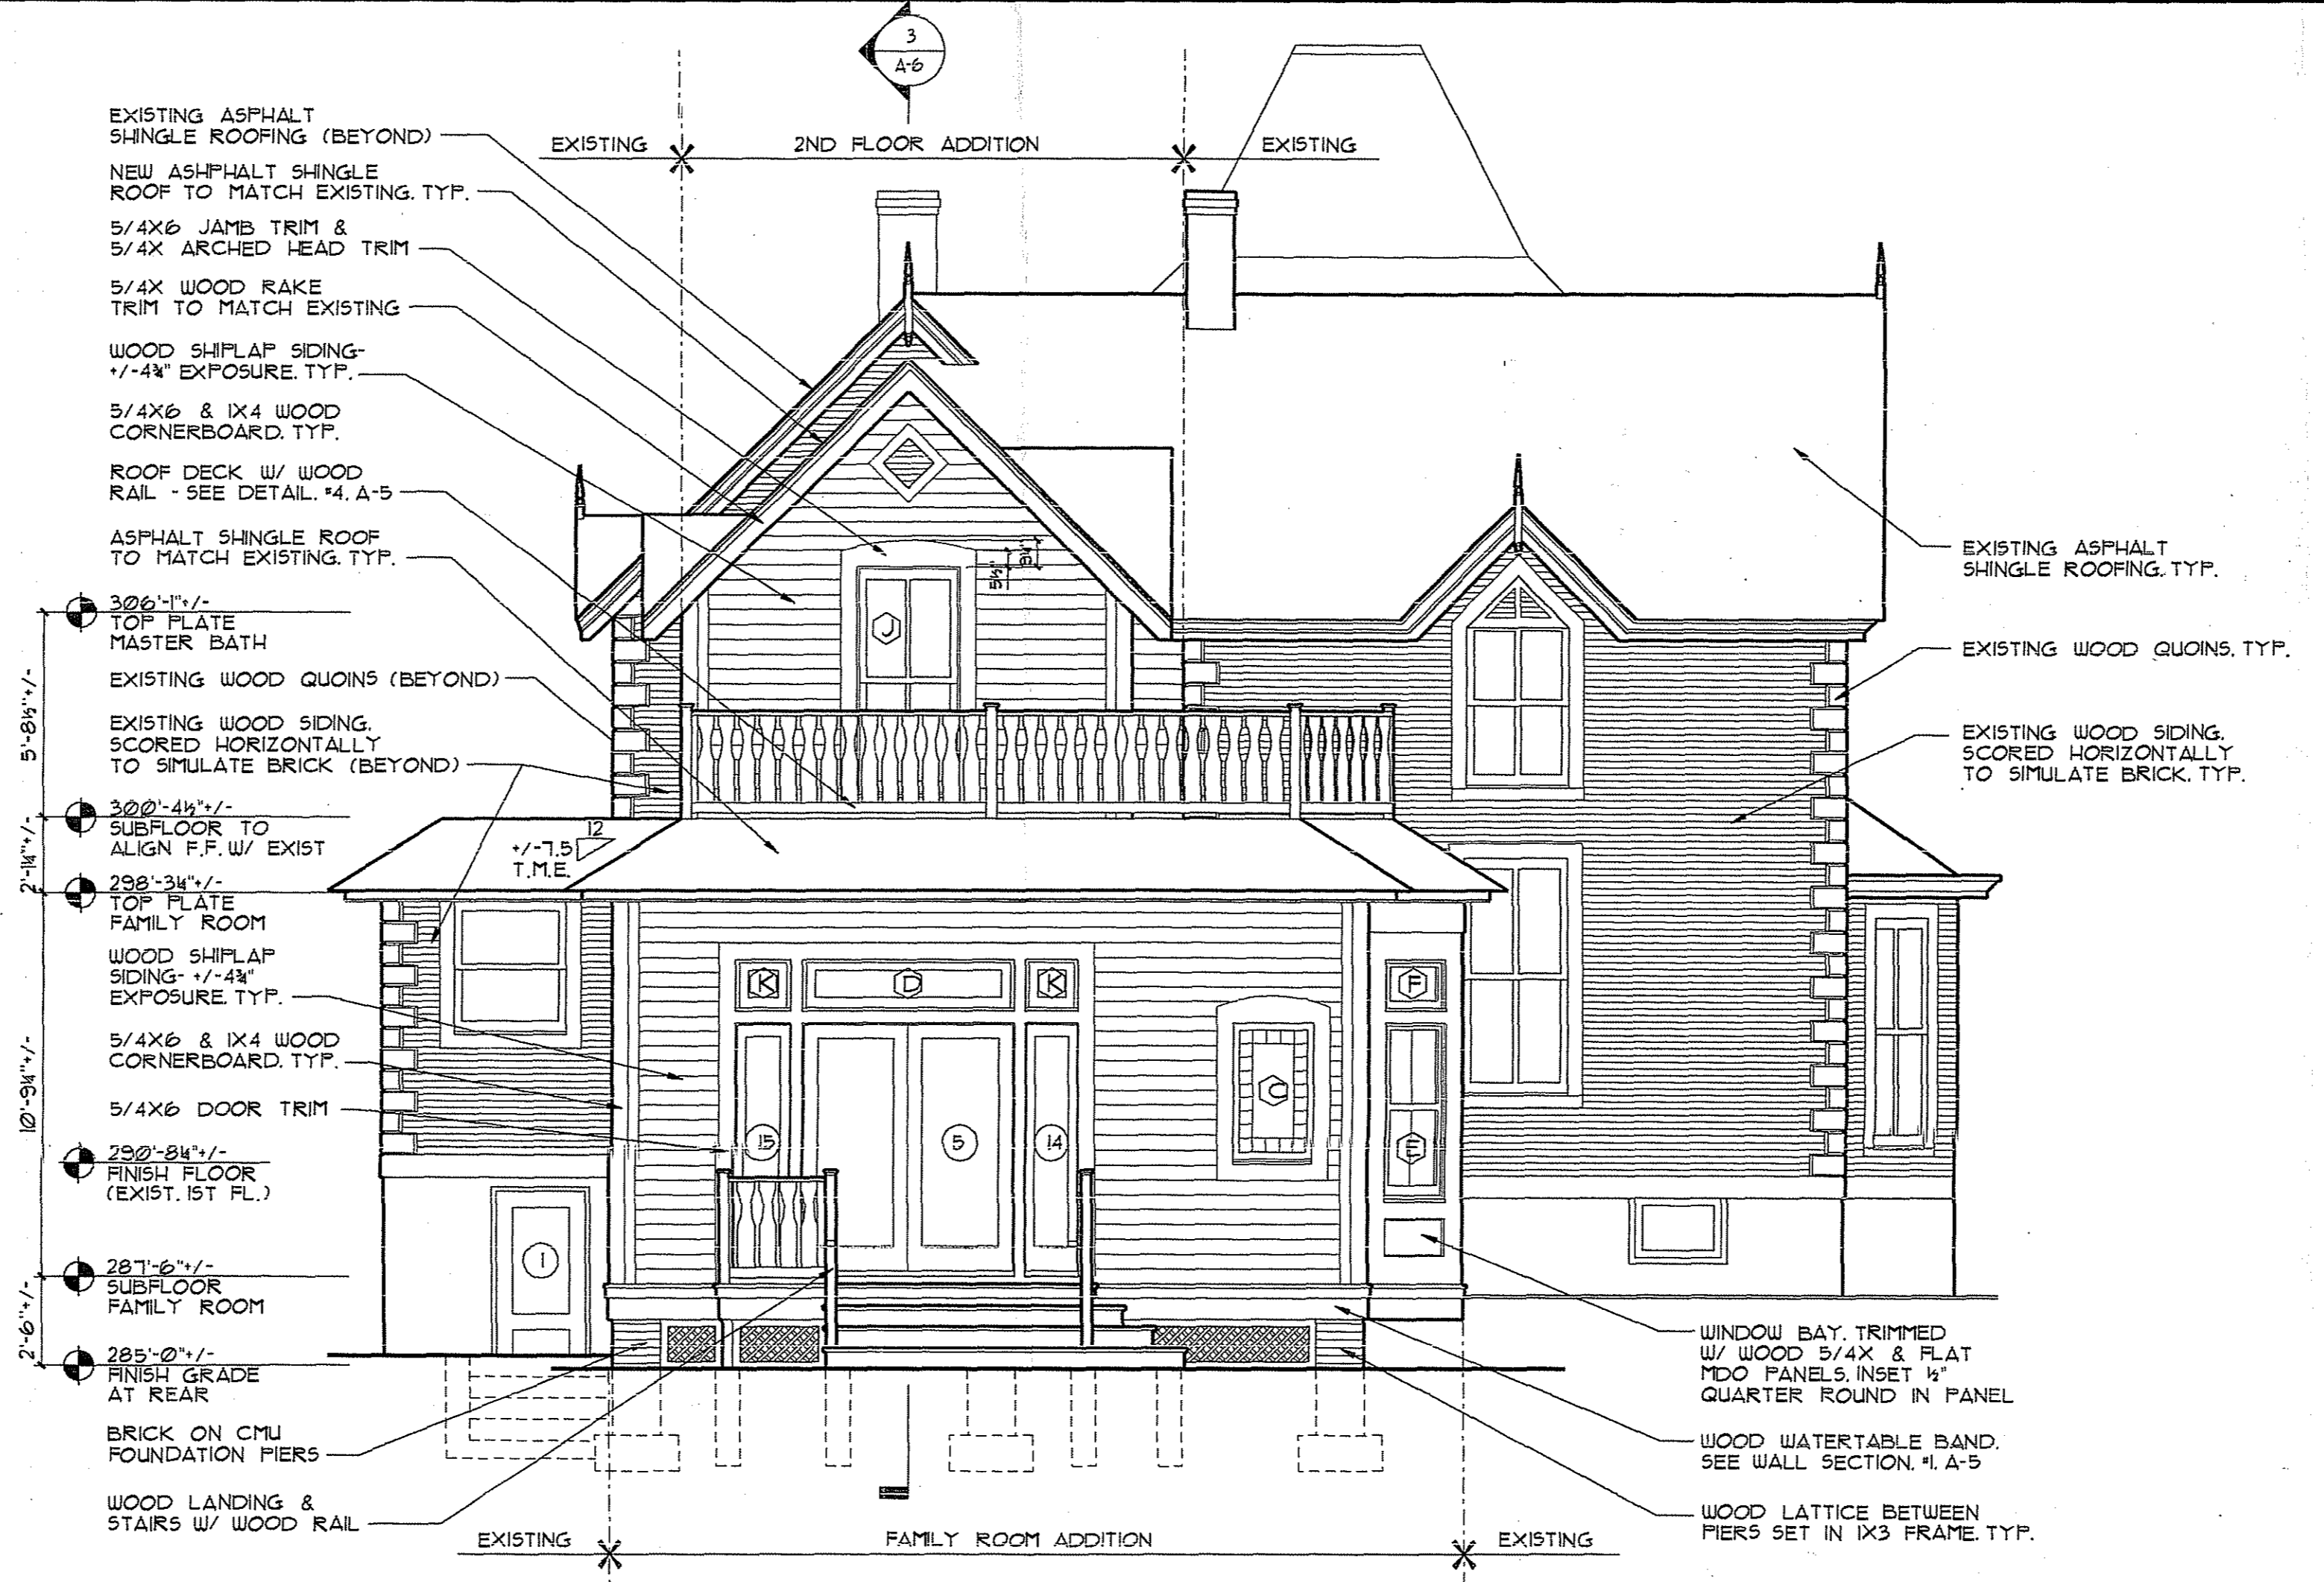 3
A-6
EXISTING
2ND FLOOR ADDITION
EXISTING
EXISTING ASPHALT
SHINGLE ROOFING (BEYOND)
NEW ASHPHALT SHINGLE
ROOF TO MATCH EXISTING. TYP.
5/4X6 JAMB TRIM &
5/4X ARCHED HEAD TRIM
5/4X WOOD RAKE
TRIM TO MATCH EXISTING
WOOD SHIPLAP SIDING-
+/-4¾" EXPOSURE. TYP.
5/4X6 & 1X4 WOOD
CORNERBOARD. TYP.
ROOF DECK W/ WOOD
RAIL - SEE DETAIL. #4, A-5
ASPHALT SHINGLE ROOF
TO MATCH EXISTING. TYP.
306'-1"+/-
TOP PLATE
MASTER BATH
EXISTING WOOD QUOINS (BEYOND)
EXISTING WOOD SIDING.
SCORED HORIZONTALLY
TO SIMULATE BRICK (BEYOND)
300'-4½"+/-
SUBFLOOR TO
ALIGN F.F. W/ EXIST
298'-3¼"+/-
TOP PLATE
FAMILY ROOM
WOOD SHIPLAP
SIDING- +/-4¾"
EXPOSURE. TYP.
5/4X6 & 1X4 WOOD
CORNERBOARD. TYP.
5/4X6 DOOR TRIM
290'-8¼"+/-
FINISH FLOOR
(EXIST. 1ST FL.)
287'-6"+/-
SUBFLOOR
FAMILY ROOM
285'-0"+/-
FINISH GRADE
AT REAR
BRICK ON CMU
FOUNDATION PIERS
WOOD LANDING &
STAIRS W/ WOOD RAIL
5'-8½"+/-
2'-1¼"+/-
10'-9¼"+/-
2'-6"+/-
5½"
J
12
+/-7.5
T.M.E.
K
D
K
F
C
E
15
5
14
1
EXISTING ASPHALT
SHINGLE ROOFING. TYP.
EXISTING WOOD QUOINS. TYP.
EXISTING WOOD SIDING.
SCORED HORIZONTALLY
TO SIMULATE BRICK. TYP.
WINDOW BAY. TRIMMED
W/ WOOD 5/4X & FLAT
MDO PANELS. INSET ½"
QUARTER ROUND IN PANEL
WOOD WATERTABLE BAND.
SEE WALL SECTION. #1, A-5
WOOD LATTICE BETWEEN
PIERS SET IN 1X3 FRAME. TYP.
EXISTING
FAMILY ROOM ADDITION
EXISTING